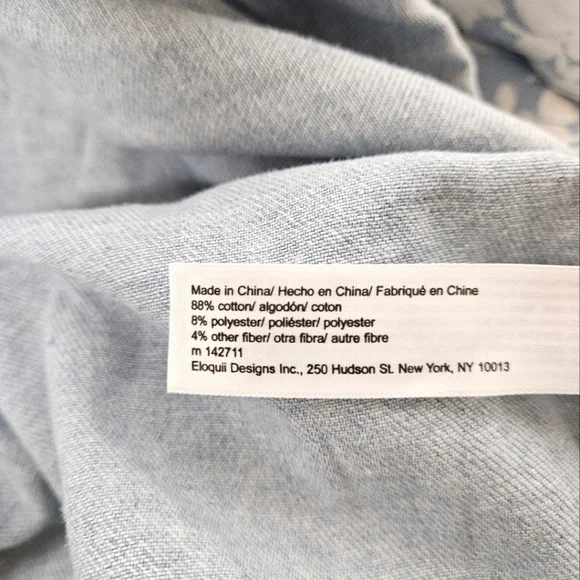 Made in China/ Hecho en China/ Fabriqué en Chine
88% cotton/ algodón/ coton
8% polyester/ poliéster/ polyester
4% other fiber/ otra fibra/ autre fibre
m 142711
Eloquii Designs Inc., 250 Hudson St. New York, NY 10013